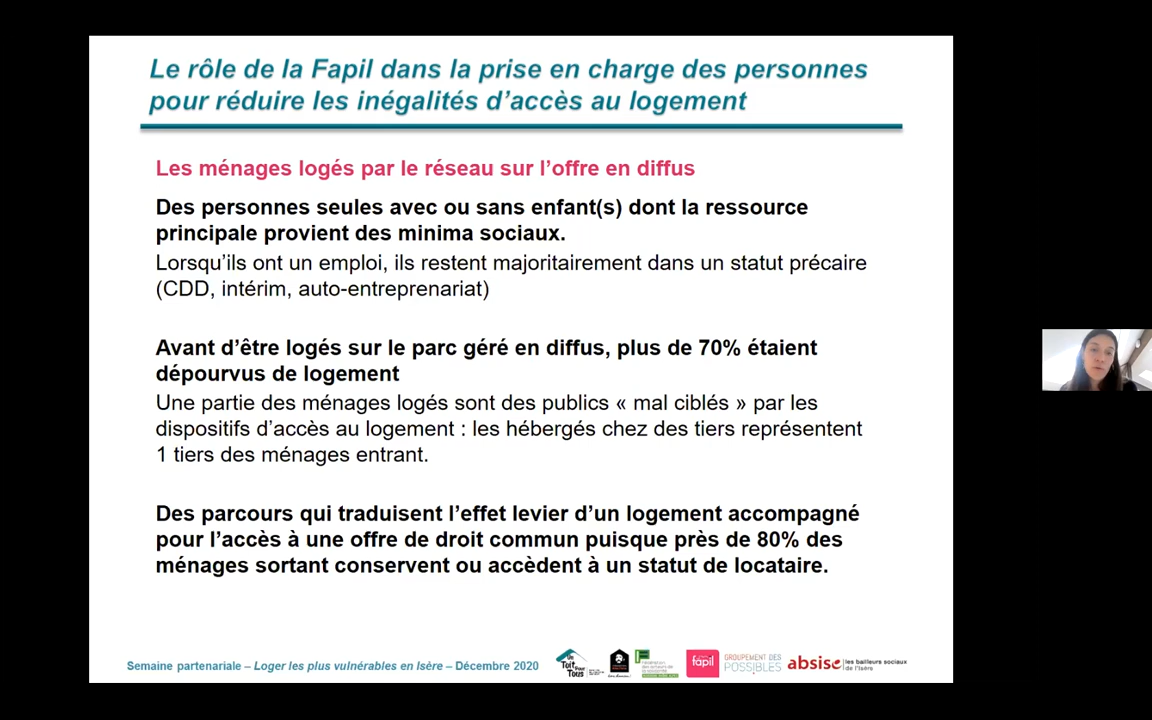 Le rôle de la Fapil dans la prise en charge des personnes
pour réduire les inégalités d’accès au logement
Les ménages logés par le réseau sur l’offre en diffus
Des personnes seules avec ou sans enfant(s) dont la ressource
principale provient des minima sociaux.
Lorsqu’ils ont un emploi, ils restent majoritairement dans un statut précaire
(CDD, intérim, auto-entreprenariat)
Avant d’être logés sur le parc géré en diffus, plus de 70% étaient
dépourvus de logement
Une partie des ménages logés sont des publics « mal ciblés » par les
dispositifs d’accès au logement : les hébergés chez des tiers représentent
1 tiers des ménages entrant.
Des parcours qui traduisent l’effet levier d’un logement accompagné
pour l’accès à une offre de droit commun puisque près de 80% des
ménages sortant conservent ou accèdent à un statut de locataire.
Semaine partenariale – Loger les plus vulnérables en Isère – Décembre 2020
Un
Toit Pour
Tous
fapil
GROUPEMENT DES
POSSIBLES
absise
les bailleurs sociaux
de l'Isère